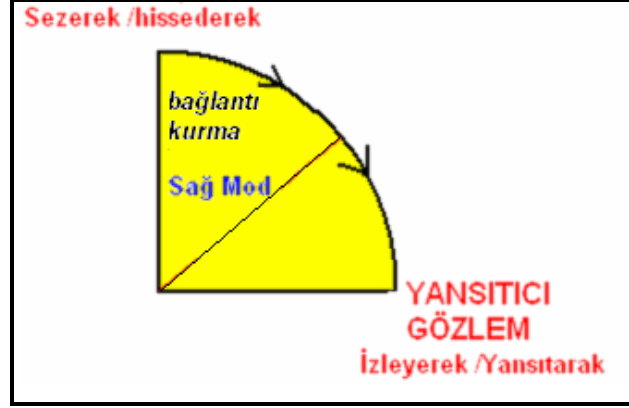 Sezerek /hissederek
bağlantı
kurma
Sağ Mod
YANSITICI
GÖZLEM
İzleyerek /Yansıtarak